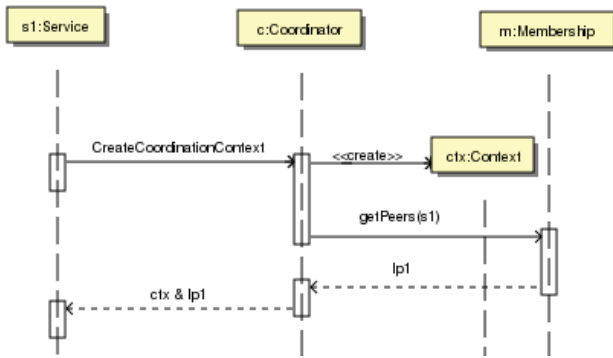 s1:Service
c:Coordinator
m:Membership
CreateCoordinationContext
<<create>>
ctx:Context
getPeers(s1)
lp1
ctx & lp1